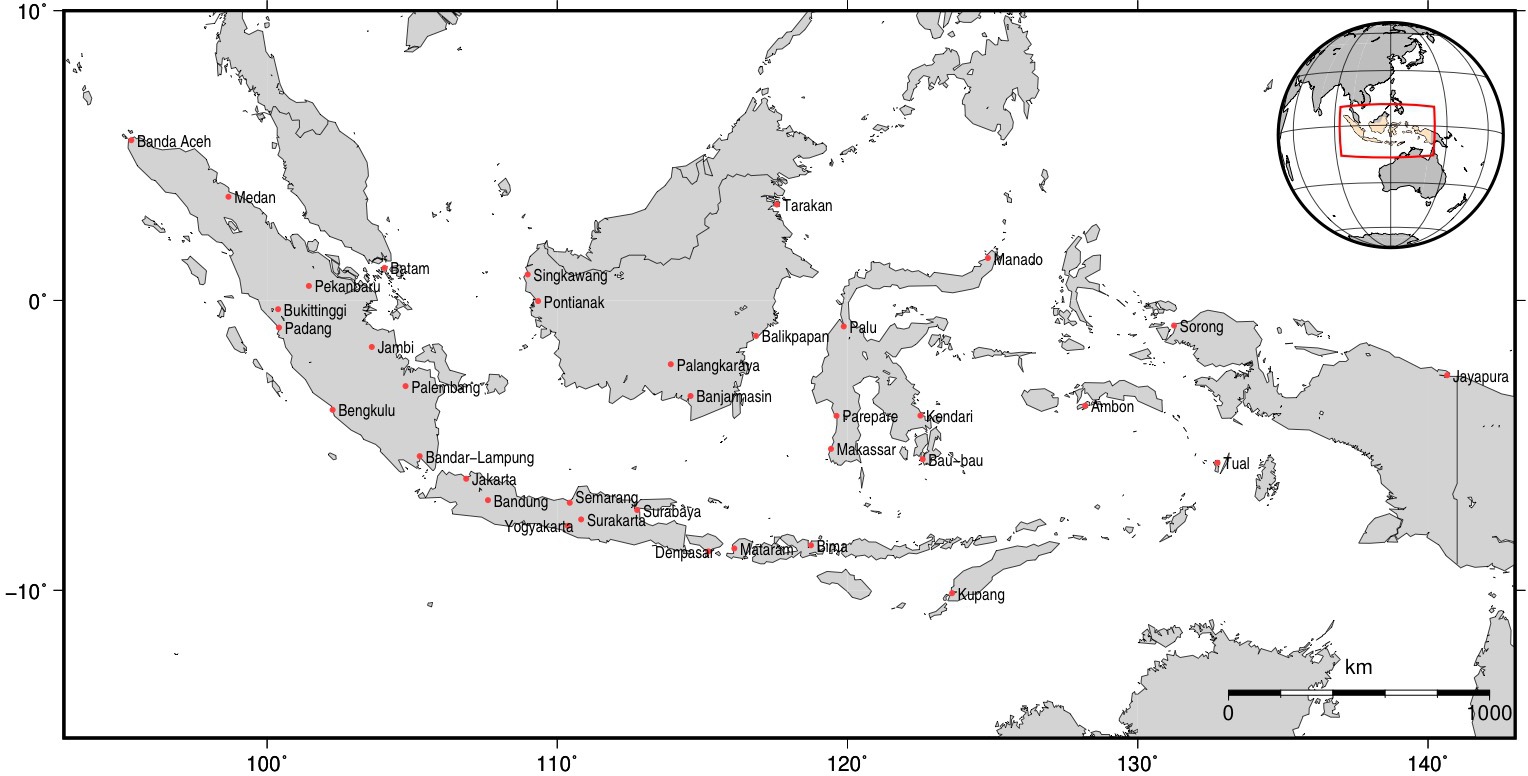 10°
Banda Aceh
Medan
Tarakan
Manado
Batam
Singkawang
Pekanbaru
0°
Pontianak
Bukittinggi
Padang
Palu
Sorong
Balikpapan
Jambi
Palangkaraya
Jayapura
Palembang
Banjarmasin
Ambon
Bengkulu
Parepare
Kendari
Makassar
Bandar–Lampung
Bau–bau
Tual
Jakarta
Semarang
Bandung
Surabaya
Surakarta
Yogyakarta
Bima
Mataram
Denpasar
−10°
Kupang
km
0 1000
100° 110° 120° 130° 140°